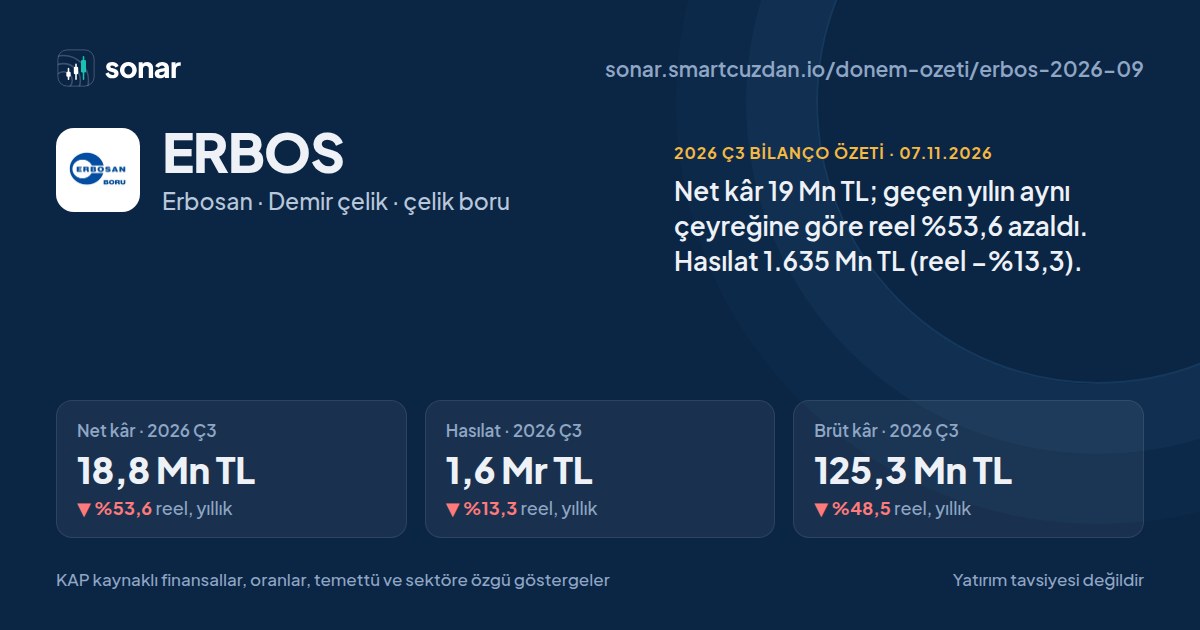 sonar
sonar.smartcuzdan.io/donem-ozeti/erbos-2026-09
ERBOSAN
BORU
ERBOS
Erbosan · Demir çelik · çelik boru
2026 Ç3 BİLANÇO ÖZETİ · 07.11.2026
Net kâr 19 Mn TL; geçen yılın aynı
çeyreğine göre reel %53,6 azaldı.
Hasılat 1.635 Mn TL (reel −%13,3).
Net kâr · 2026 Ç3
18,8 Mn TL
▼ %53,6 reel, yıllık
Hasılat · 2026 Ç3
1,6 Mr TL
▼ %13,3 reel, yıllık
Brüt kâr · 2026 Ç3
125,3 Mn TL
▼ %48,5 reel, yıllık
KAP kaynaklı finansallar, oranlar, temettü ve sektöre özgü göstergeler
Yatırım tavsiyesi değildir